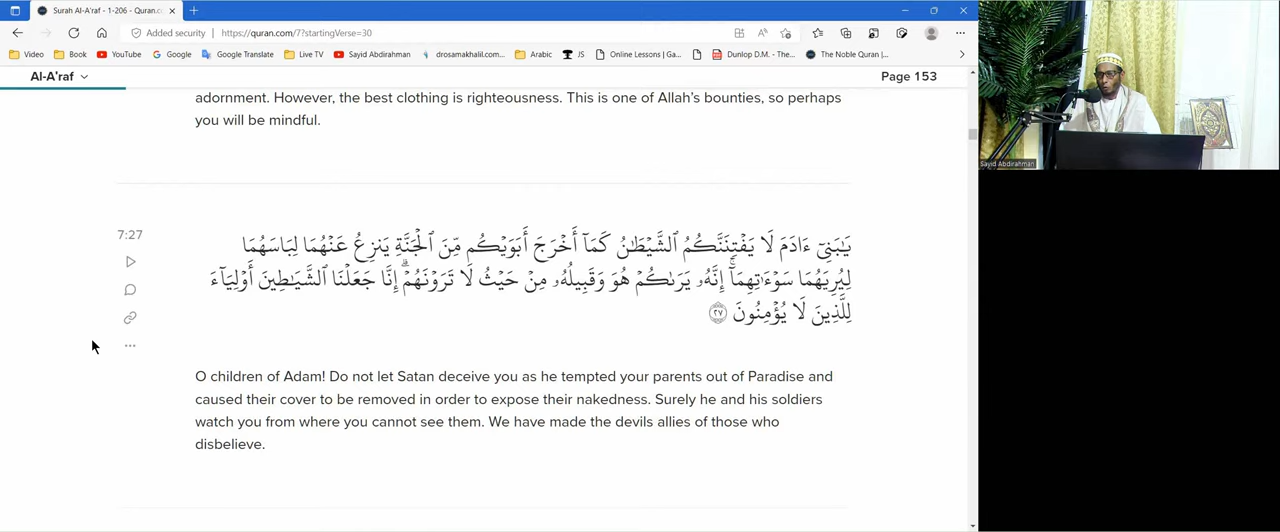 Surah Al-A'raf - 1-206 - Quran.co
Added security
https://quran.com/7?startingVerse=30
Video
Book
YouTube
Google
Google Translate
Live TV
Sayid Abdirahman
drosamakhalil.com...
Arabic
JS
Online Lessons | Ga...
Dunlop D.M. - The...
The Noble Quran |...
Al-A'raf
Page 153
adornment. However, the best clothing is righteousness. This is one of Allah's bounties, so perhaps
you will be mindful.
7:27
يَـٰبَنِىٓ ءَادَمَ لَا يَفْتِنَنَّكُمُ ٱلشَّيْطَـٰنُ كَمَآ أَخْرَجَ أَبَوَيْكُم مِّنَ ٱلْجَنَّةِ يَنزِعُ عَنْهُمَا لِبَاسَهُمَا
لِيُرِيَهُمَا سَوْءَٰتِهِمَآ ۗ إِنَّهُۥ يَرَىٰكُمْ هُوَ وَقَبِيلُهُۥ مِنْ حَيْثُ لَا تَرَوْنَهُمْ ۗ إِنَّا جَعَلْنَا ٱلشَّيَـٰطِينَ أَوْلِيَآءَ
لِلَّذِينَ لَا يُؤْمِنُونَ ٢٧
O children of Adam! Do not let Satan deceive you as he tempted your parents out of Paradise and
caused their cover to be removed in order to expose their nakedness. Surely he and his soldiers
watch you from where you cannot see them. We have made the devils allies of those who
disbelieve.
Sayid Abdirahman